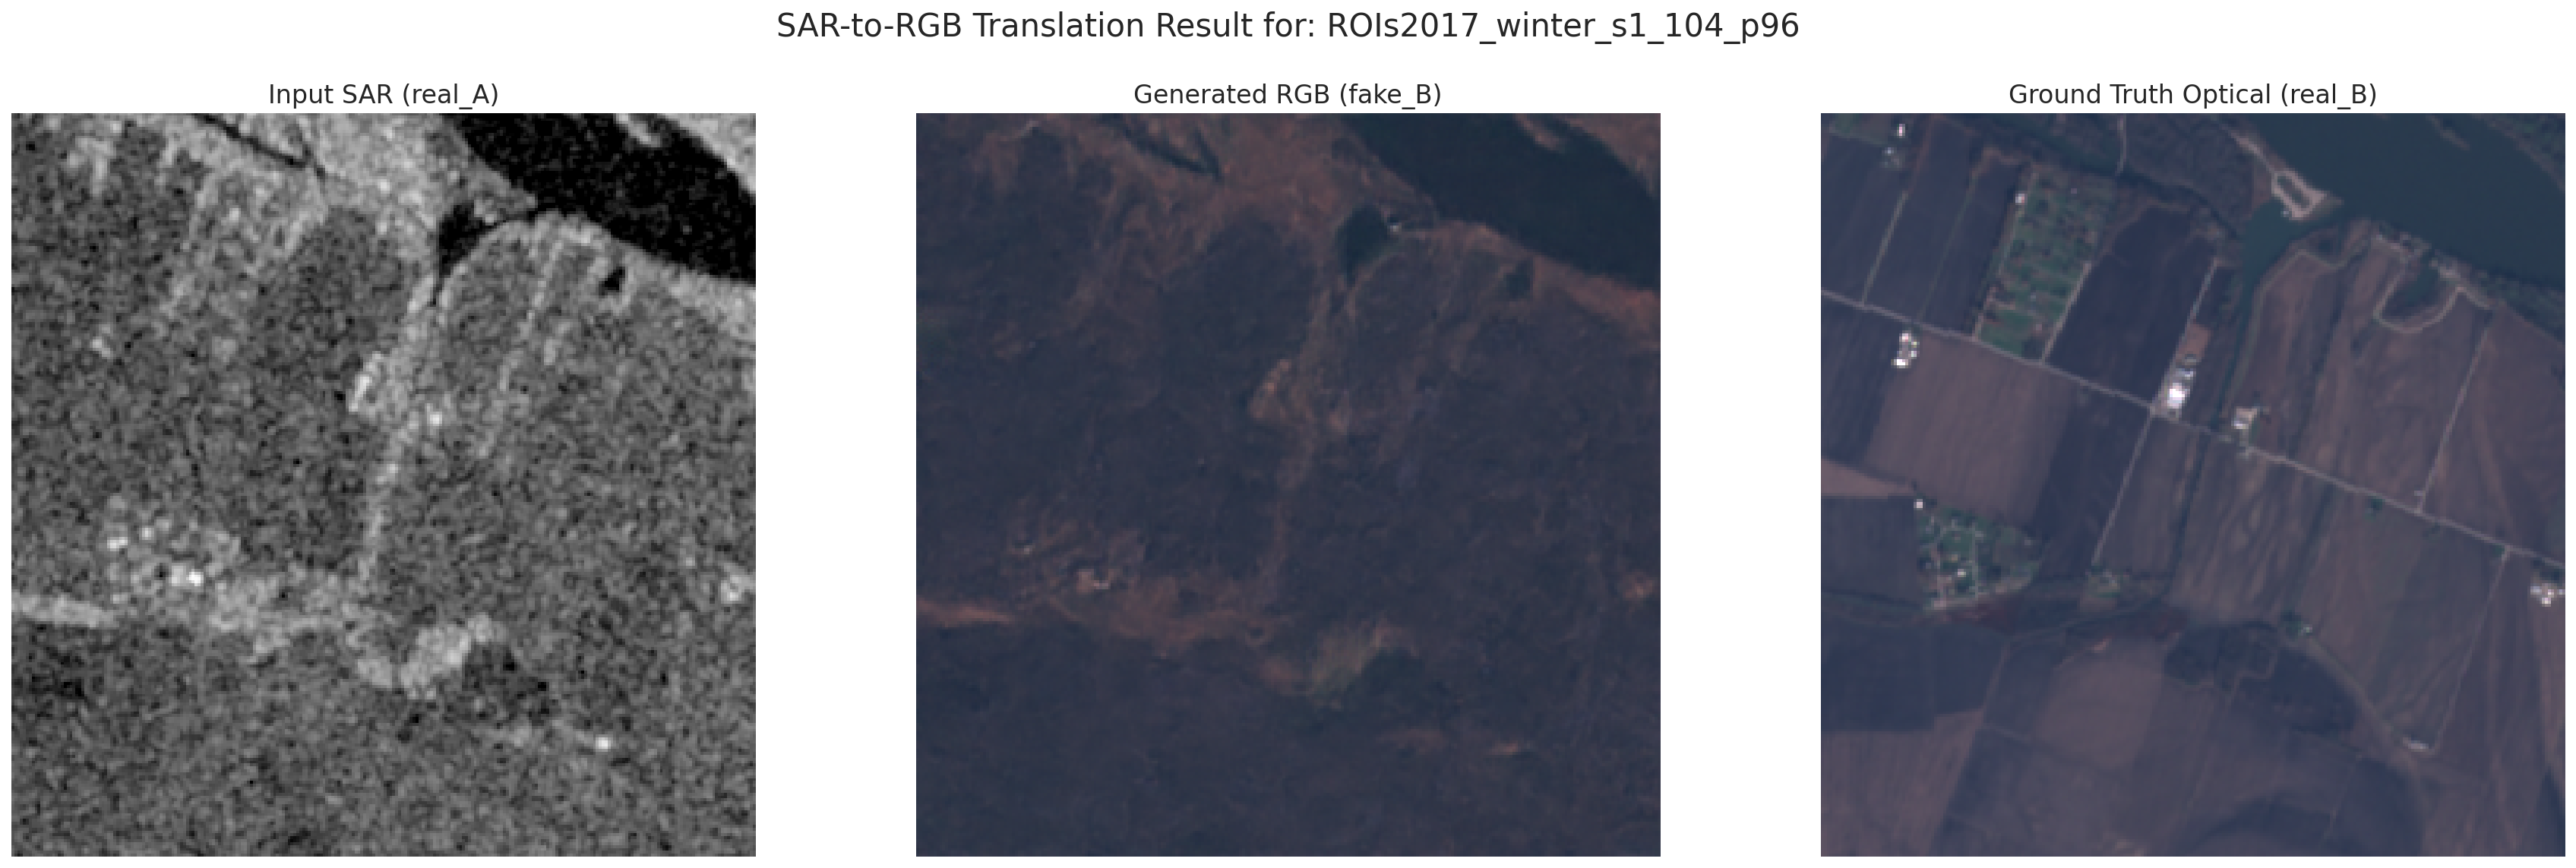 SAR-to-RGB Translation Result for: ROIs2017_winter_s1_104_p96
Input SAR (real_A)
Generated RGB (fake_B)
Ground Truth Optical (real_B)